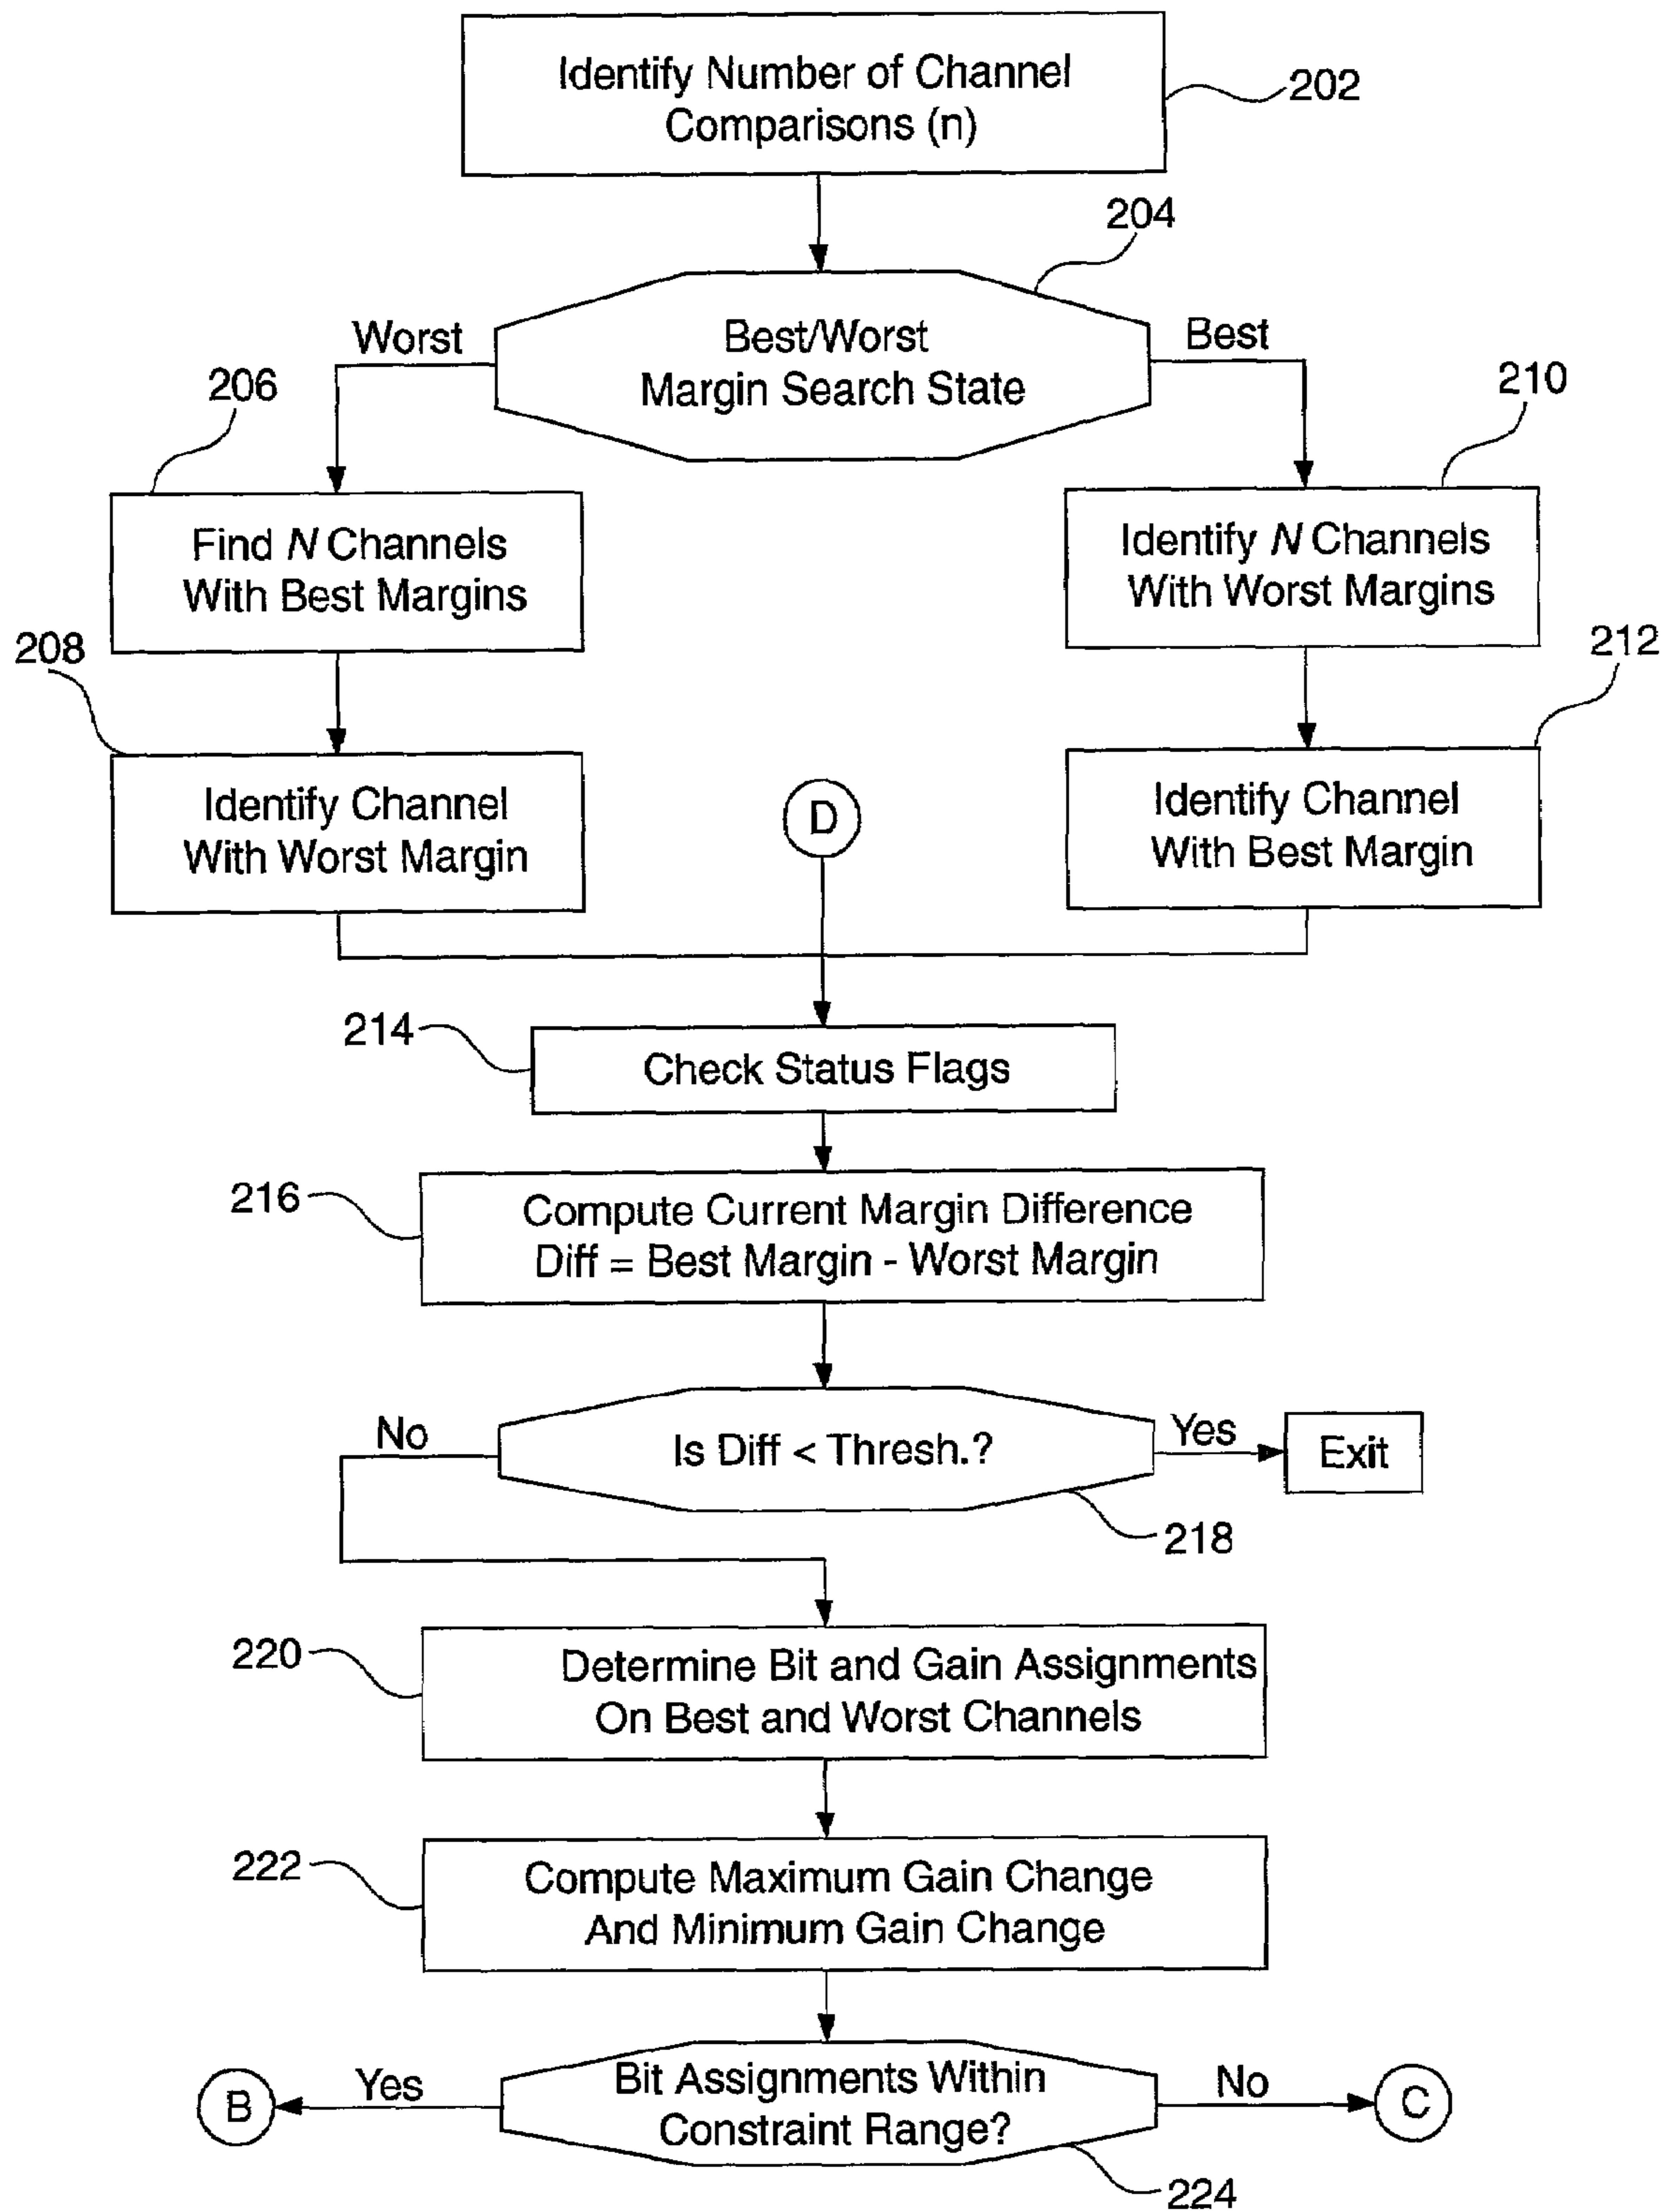 Identify Number of Channel
Comparisons (n)
202
204
Best/Worst
Margin Search State
Worst
Best
206
210
Find N Channels
With Best Margins
Identify N Channels
With Worst Margins
208
212
Identify Channel
With Worst Margin
D
Identify Channel
With Best Margin
214
Check Status Flags
216
Compute Current Margin Difference
Diff = Best Margin - Worst Margin
No
Is Diff < Thresh.?
Yes
Exit
218
220
Determine Bit and Gain Assignments
On Best and Worst Channels
222
Compute Maximum Gain Change
And Minimum Gain Change
B
Yes
Bit Assignments Within
Constraint Range?
No
C
224